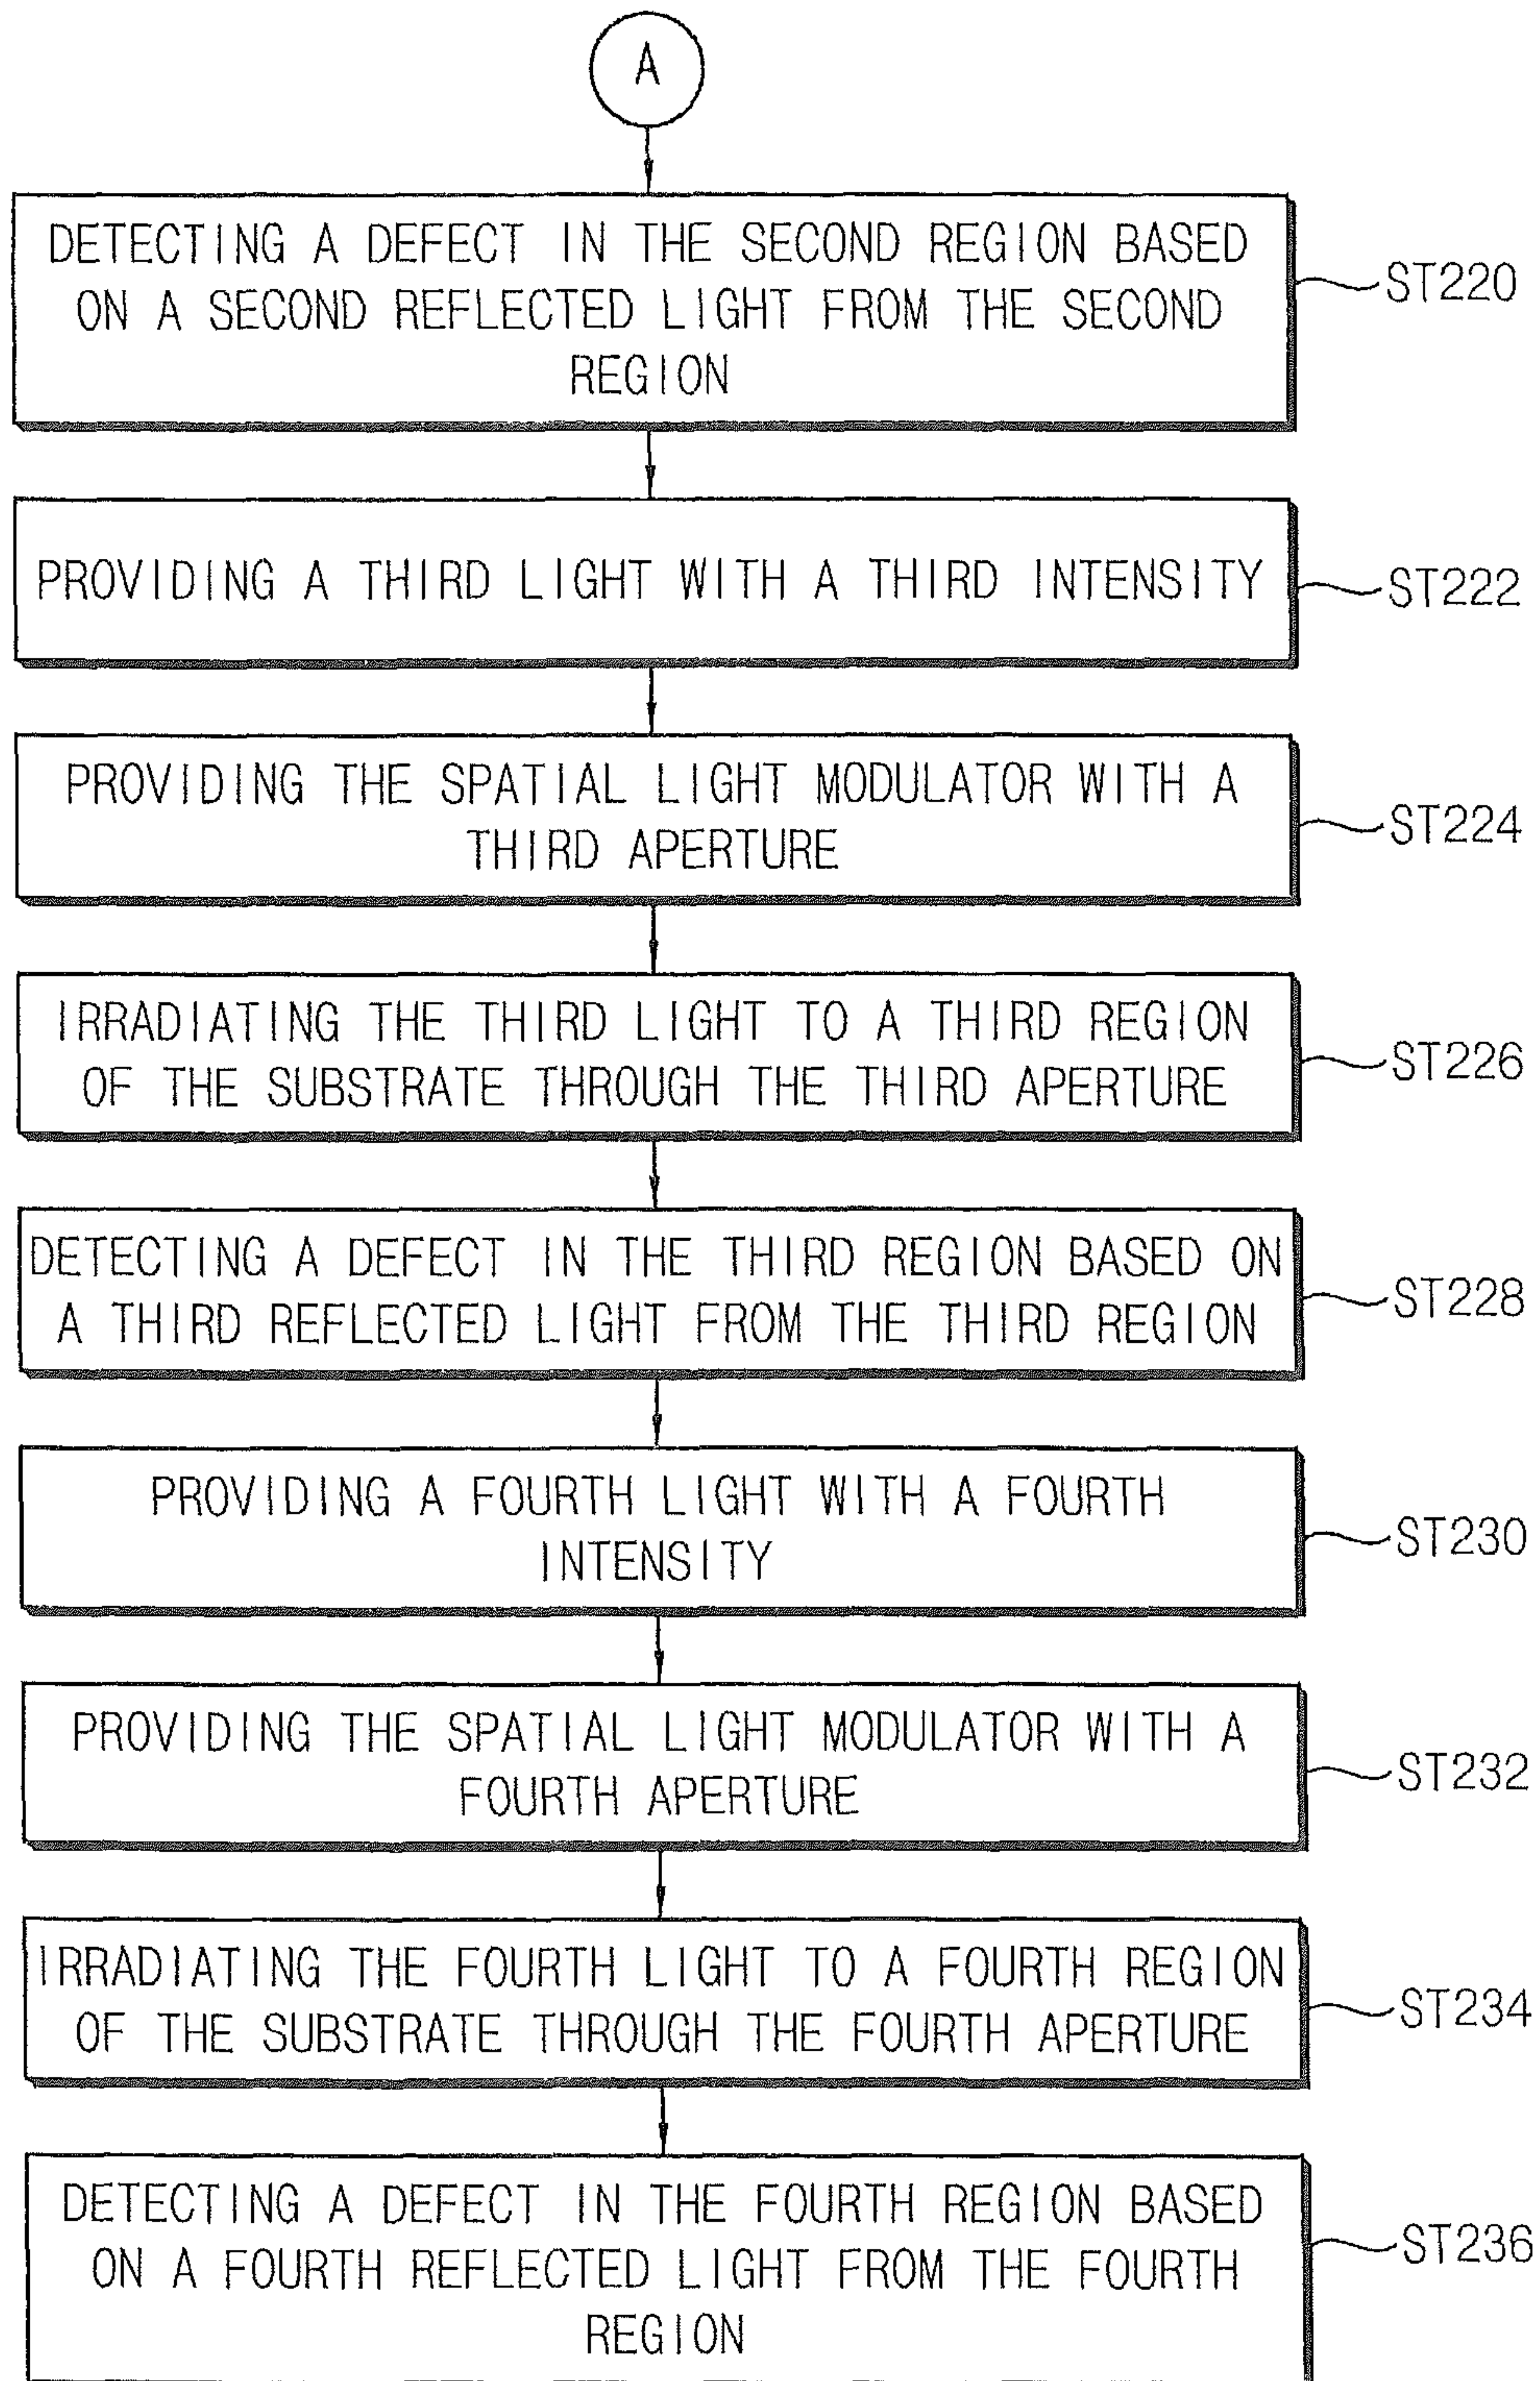 A
DETECTING A DEFECT IN THE SECOND REGION BASED
ON A SECOND REFLECTED LIGHT FROM THE SECOND
REGION
ST220
PROVIDING A THIRD LIGHT WITH A THIRD INTENSITY
ST222
PROVIDING THE SPATIAL LIGHT MODULATOR WITH A
THIRD APERTURE
ST224
IRRADIATING THE THIRD LIGHT TO A THIRD REGION
OF THE SUBSTRATE THROUGH THE THIRD APERTURE
ST226
DETECTING A DEFECT IN THE THIRD REGION BASED ON
A THIRD REFLECTED LIGHT FROM THE THIRD REGION
ST228
PROVIDING A FOURTH LIGHT WITH A FOURTH
INTENSITY
ST230
PROVIDING THE SPATIAL LIGHT MODULATOR WITH A
FOURTH APERTURE
ST232
IRRADIATING THE FOURTH LIGHT TO A FOURTH REGION
OF THE SUBSTRATE THROUGH THE FOURTH APERTURE
ST234
DETECTING A DEFECT IN THE FOURTH REGION BASED
ON A FOURTH REFLECTED LIGHT FROM THE FOURTH
REGION
ST236